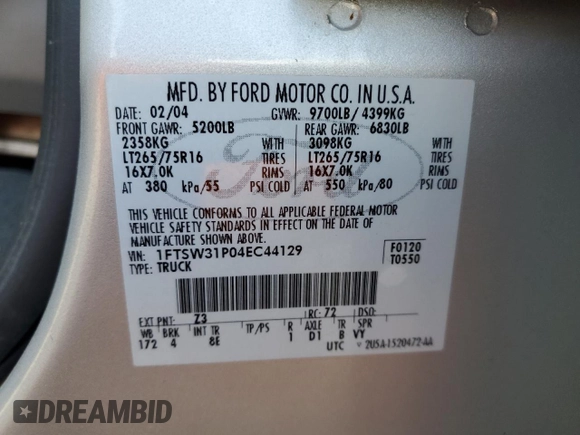 MFD. BY FORD MOTOR CO. IN U.S.A.
DATE: 02/04 GVWR: 9700LB/ 4399KG
FRONT GAWR: 5200LB REAR GAWR: 6830LB
2358KG WITH 3098KG WITH
LT265/75R16 TIRES LT265/75R16 TIRES
16X7.0K RIMS 16X7.0K RIMS
AT 380 kPa/55 PSI COLD AT 550 kPa/80 PSI COLD
THIS VEHICLE CONFORMS TO ALL APPLICABLE FEDERAL MOTOR
VEHICLE SAFETY STANDARDS IN EFFECT ON THE DATE OF
MANUFACTURE SHOWN ABOVE.
VIN: 1FTSW31P04EC44129 F0120
TYPE: TRUCK T0550
EXT PNT: Z3 RC: 72 DSO:
WB BRK INT TR TP/PS R AXLE TR SPR
172 4 8E 1 D1 B VY
UTC 2USA-1520472-AA
Ford
DREAMBID